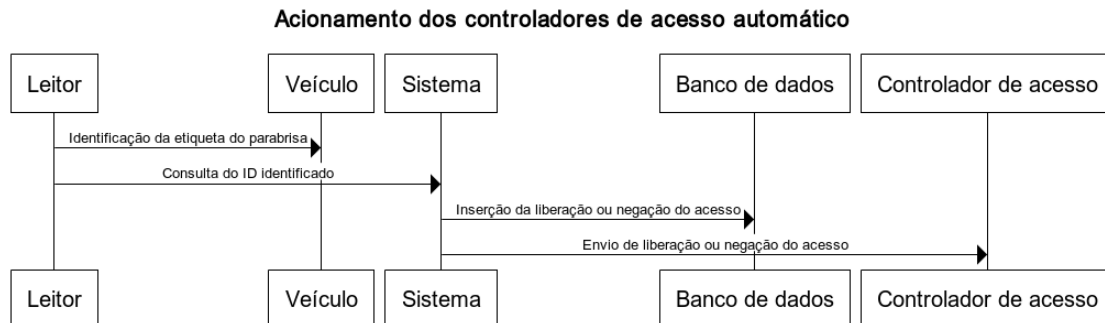 Acionamento dos controladores de acesso automático
Leitor
Veículo
Sistema
Banco de dados
Controlador de acesso
Identificação da etiqueta do parabrisa
Consulta do ID identificado
Inserção da liberação ou negação do acesso
Envio de liberação ou negação do acesso
Leitor
Veículo
Sistema
Banco de dados
Controlador de acesso